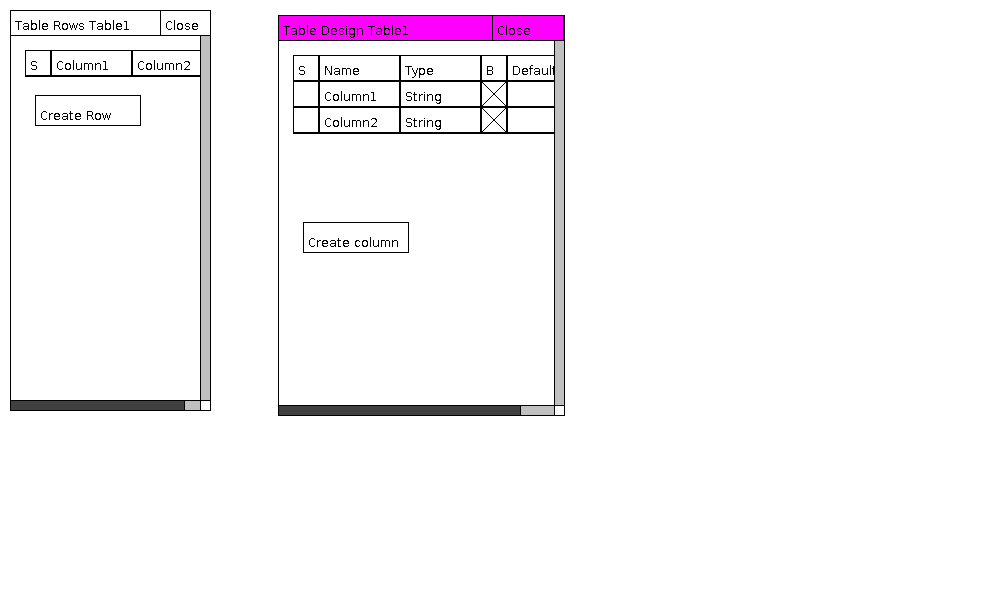 Table Rows Table1 Close
S Column1 Column2
Create Row
Table Design Table1 Close
S Name Type B Default
Column1 String
Column2 String
Create column